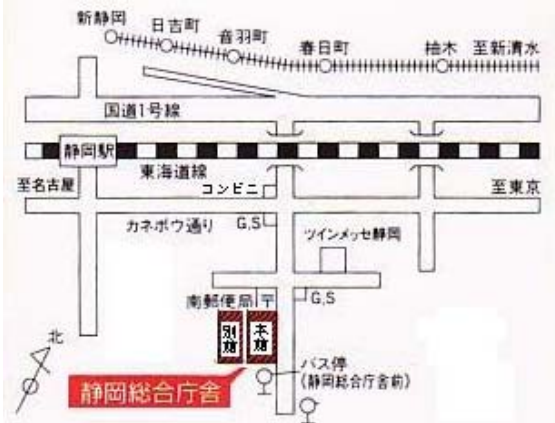 新静岡
日吉町
音羽町
春日町
柚木
至新清水
国道1号線
静岡駅
東海道線
至名古屋
コンビニ
至東京
カネボウ通り
G,S
ツインメッセ静岡
南郵便局
〒
G,S
別館
本館
北
バス停
(静岡総合庁舎前)
静岡総合庁舎